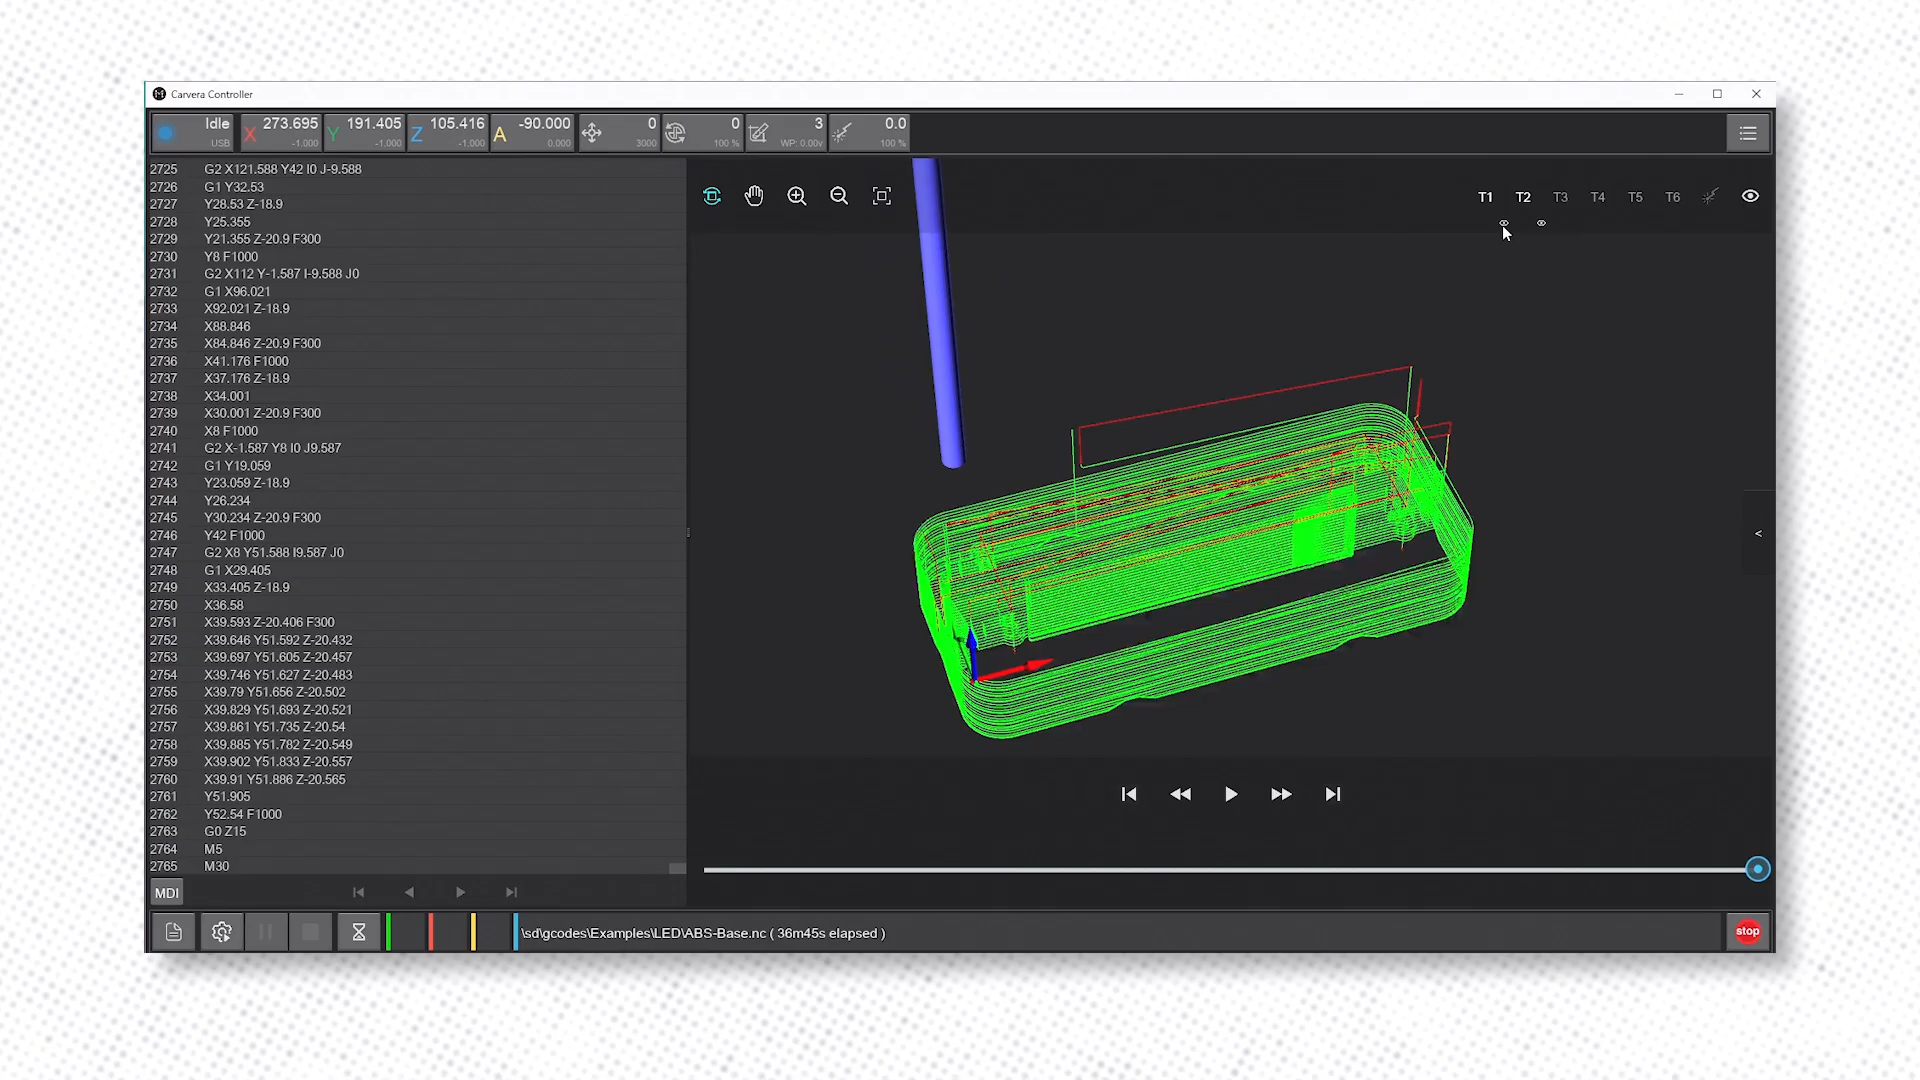 Carvera Controller
Idle
USB
X 273.695
-1.000
Y 191.405
-1.000
Z 105.416
-1.000
A -90.000
0.000
0
3000
0
100 %
3
WP: 0.00v
0.0
100 %
2725 G2 X121.588 Y42 I0 J-9.588
2726 G1 Y32.53
2727 Y28.53 Z-18.9
2728 Y25.355
2729 Y21.355 Z-20.9 F300
2730 Y8 F1000
2731 G2 X112 Y-1.587 I-9.588 J0
2732 G1 X96.021
2733 X92.021 Z-18.9
2734 X88.846
2735 X84.846 Z-20.9 F300
2736 X41.176 F1000
2737 X37.176 Z-18.9
2738 X34.001
2739 X30.001 Z-20.9 F300
2740 X8 F1000
2741 G2 X-1.587 Y8 I0 J9.587
2742 G1 Y19.059
2743 Y23.059 Z-18.9
2744 Y26.234
2745 Y30.234 Z-20.9 F300
2746 Y42 F1000
2747 G2 X8 Y51.588 I9.587 J0
2748 G1 X29.405
2749 X33.405 Z-18.9
2750 X36.58
2751 X39.593 Z-20.406 F300
2752 X39.646 Y51.592 Z-20.432
2753 X39.697 Y51.605 Z-20.457
2754 X39.746 Y51.627 Z-20.483
2755 X39.79 Y51.656 Z-20.502
2756 X39.829 Y51.693 Z-20.521
2757 X39.861 Y51.735 Z-20.54
2758 X39.885 Y51.782 Z-20.549
2759 X39.902 Y51.833 Z-20.557
2760 X39.91 Y51.886 Z-20.565
2761 Y51.905
2762 Y52.54 F1000
2763 G0 Z15
2764 M5
2765 M30
T1 T2 T3 T4 T5 T6
<
MDI
\sd\gcodes\Examples\LED\ABS-Base.nc ( 36m45s elapsed )
stop